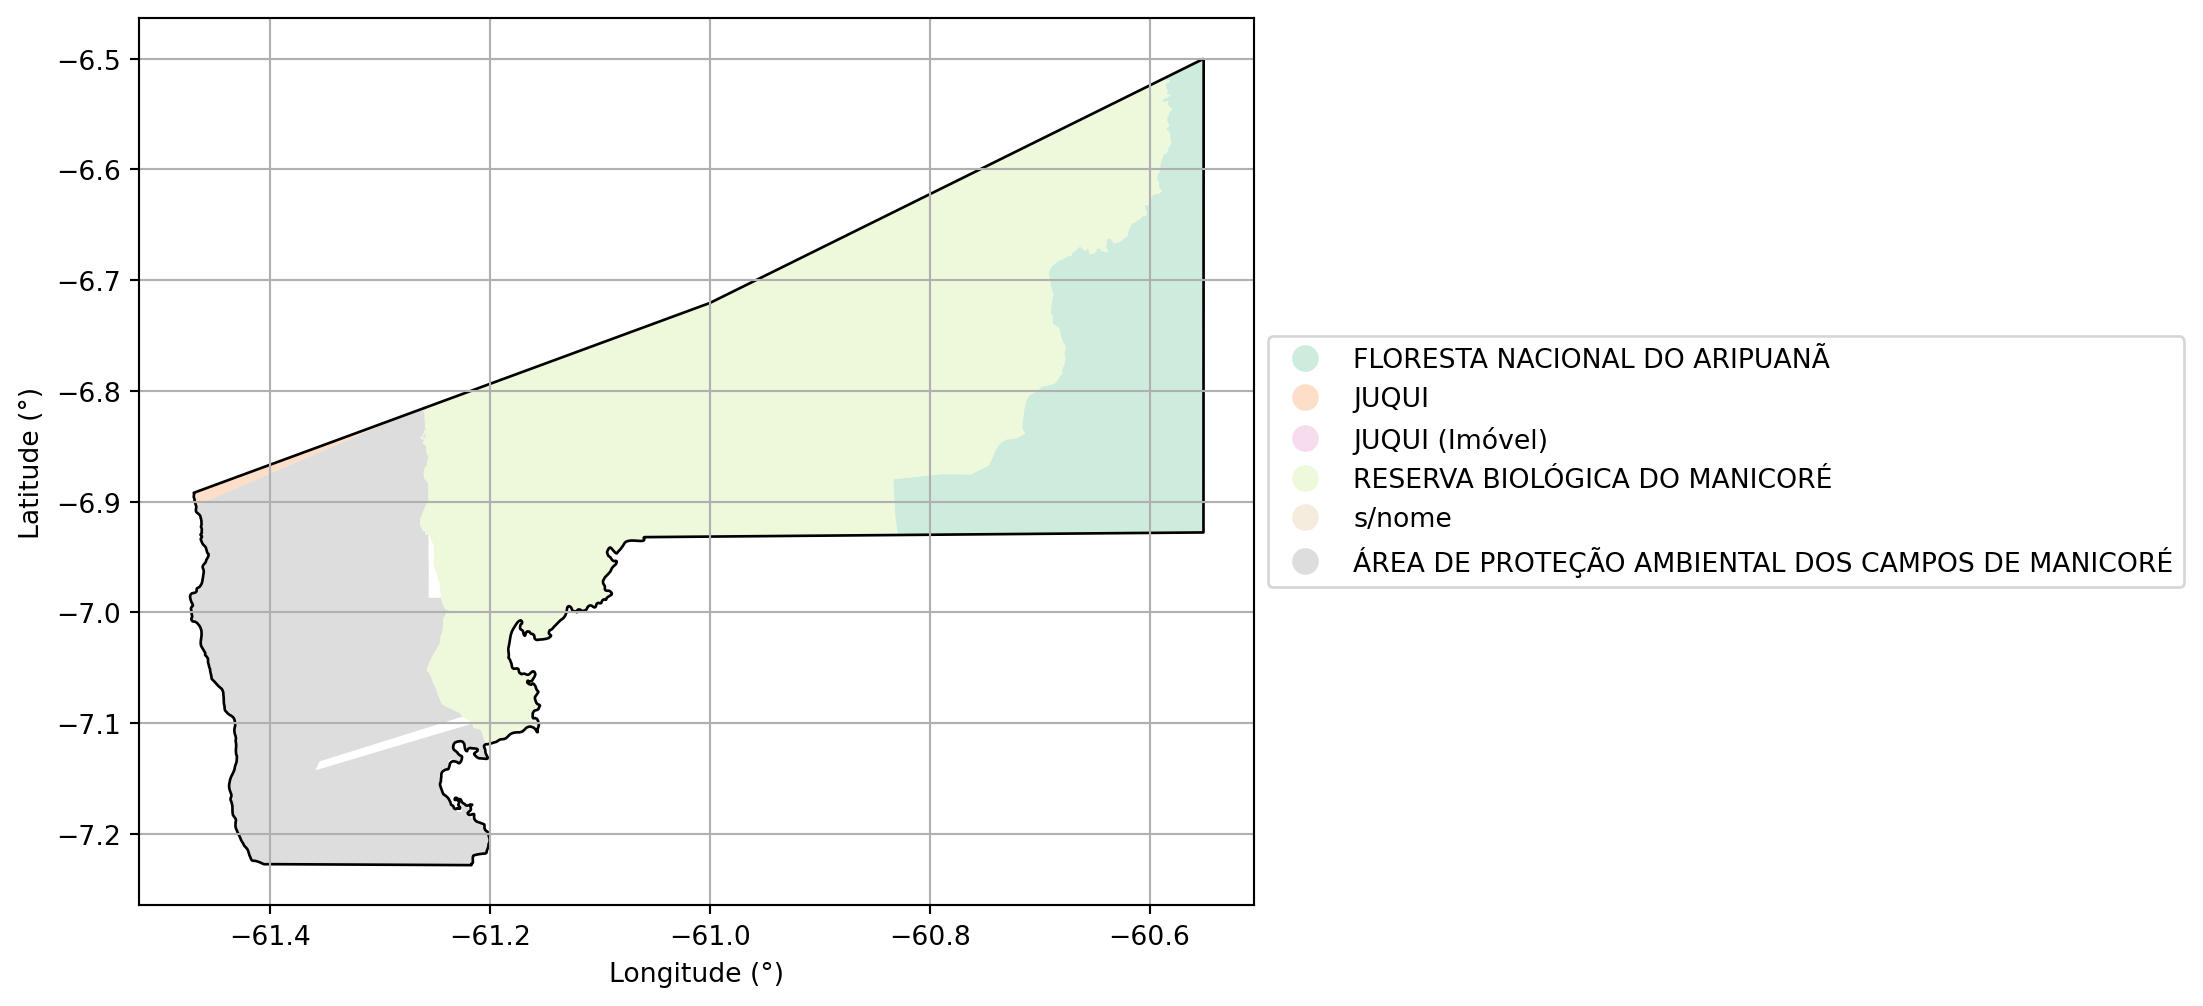 −6.5
−6.6
−6.7
−6.8
−6.9
−7.0
−7.1
−7.2
Latitude (°)
−61.4
−61.2
−61.0
−60.8
−60.6
Longitude (°)
FLORESTA NACIONAL DO ARIPUANÃ
JUQUI
JUQUI (Imóvel)
RESERVA BIOLÓGICA DO MANICORÉ
s/nome
ÁREA DE PROTEÇÃO AMBIENTAL DOS CAMPOS DE MANICORÉ